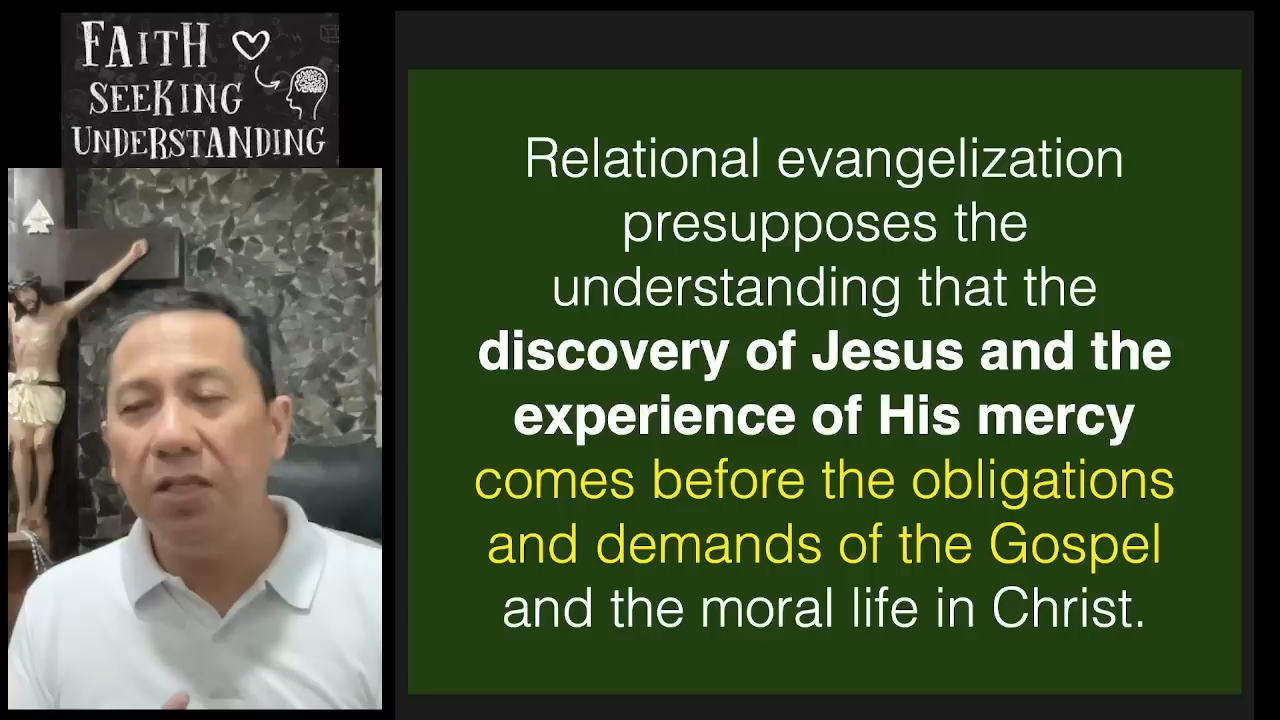 FAITH
SEEKING
UNDERSTANDING
Relational evangelization
presupposes the
understanding that the
discovery of Jesus and the
experience of His mercy
comes before the obligations
and demands of the Gospel
and the moral life in Christ.